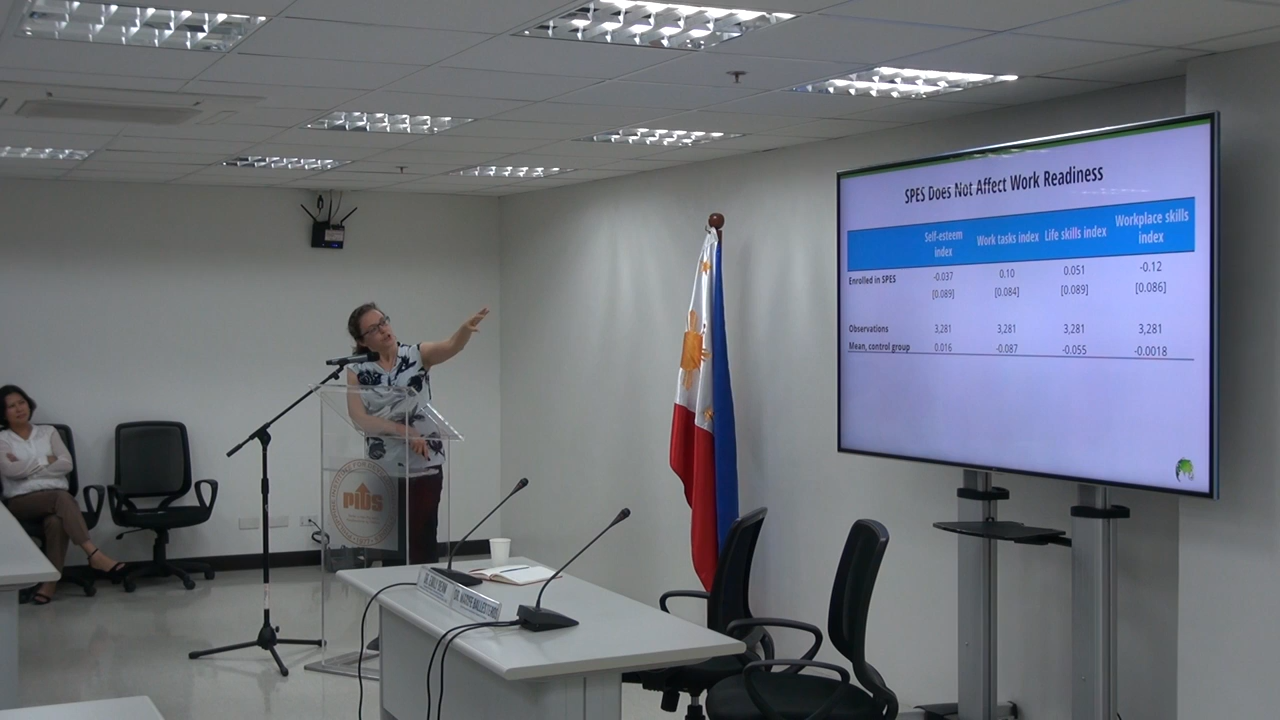 SPES Does Not Affect Work Readiness
Self-esteem index Work tasks index Life skills index Workplace skills index
Enrolled in SPES -0.037 0.10 0.051 -0.12
[0.089] [0.084] [0.089] [0.086]
Observations 3,281 3,281 3,281 3,281
Mean, control group 0.016 -0.087 -0.055 -0.0018
PIDS